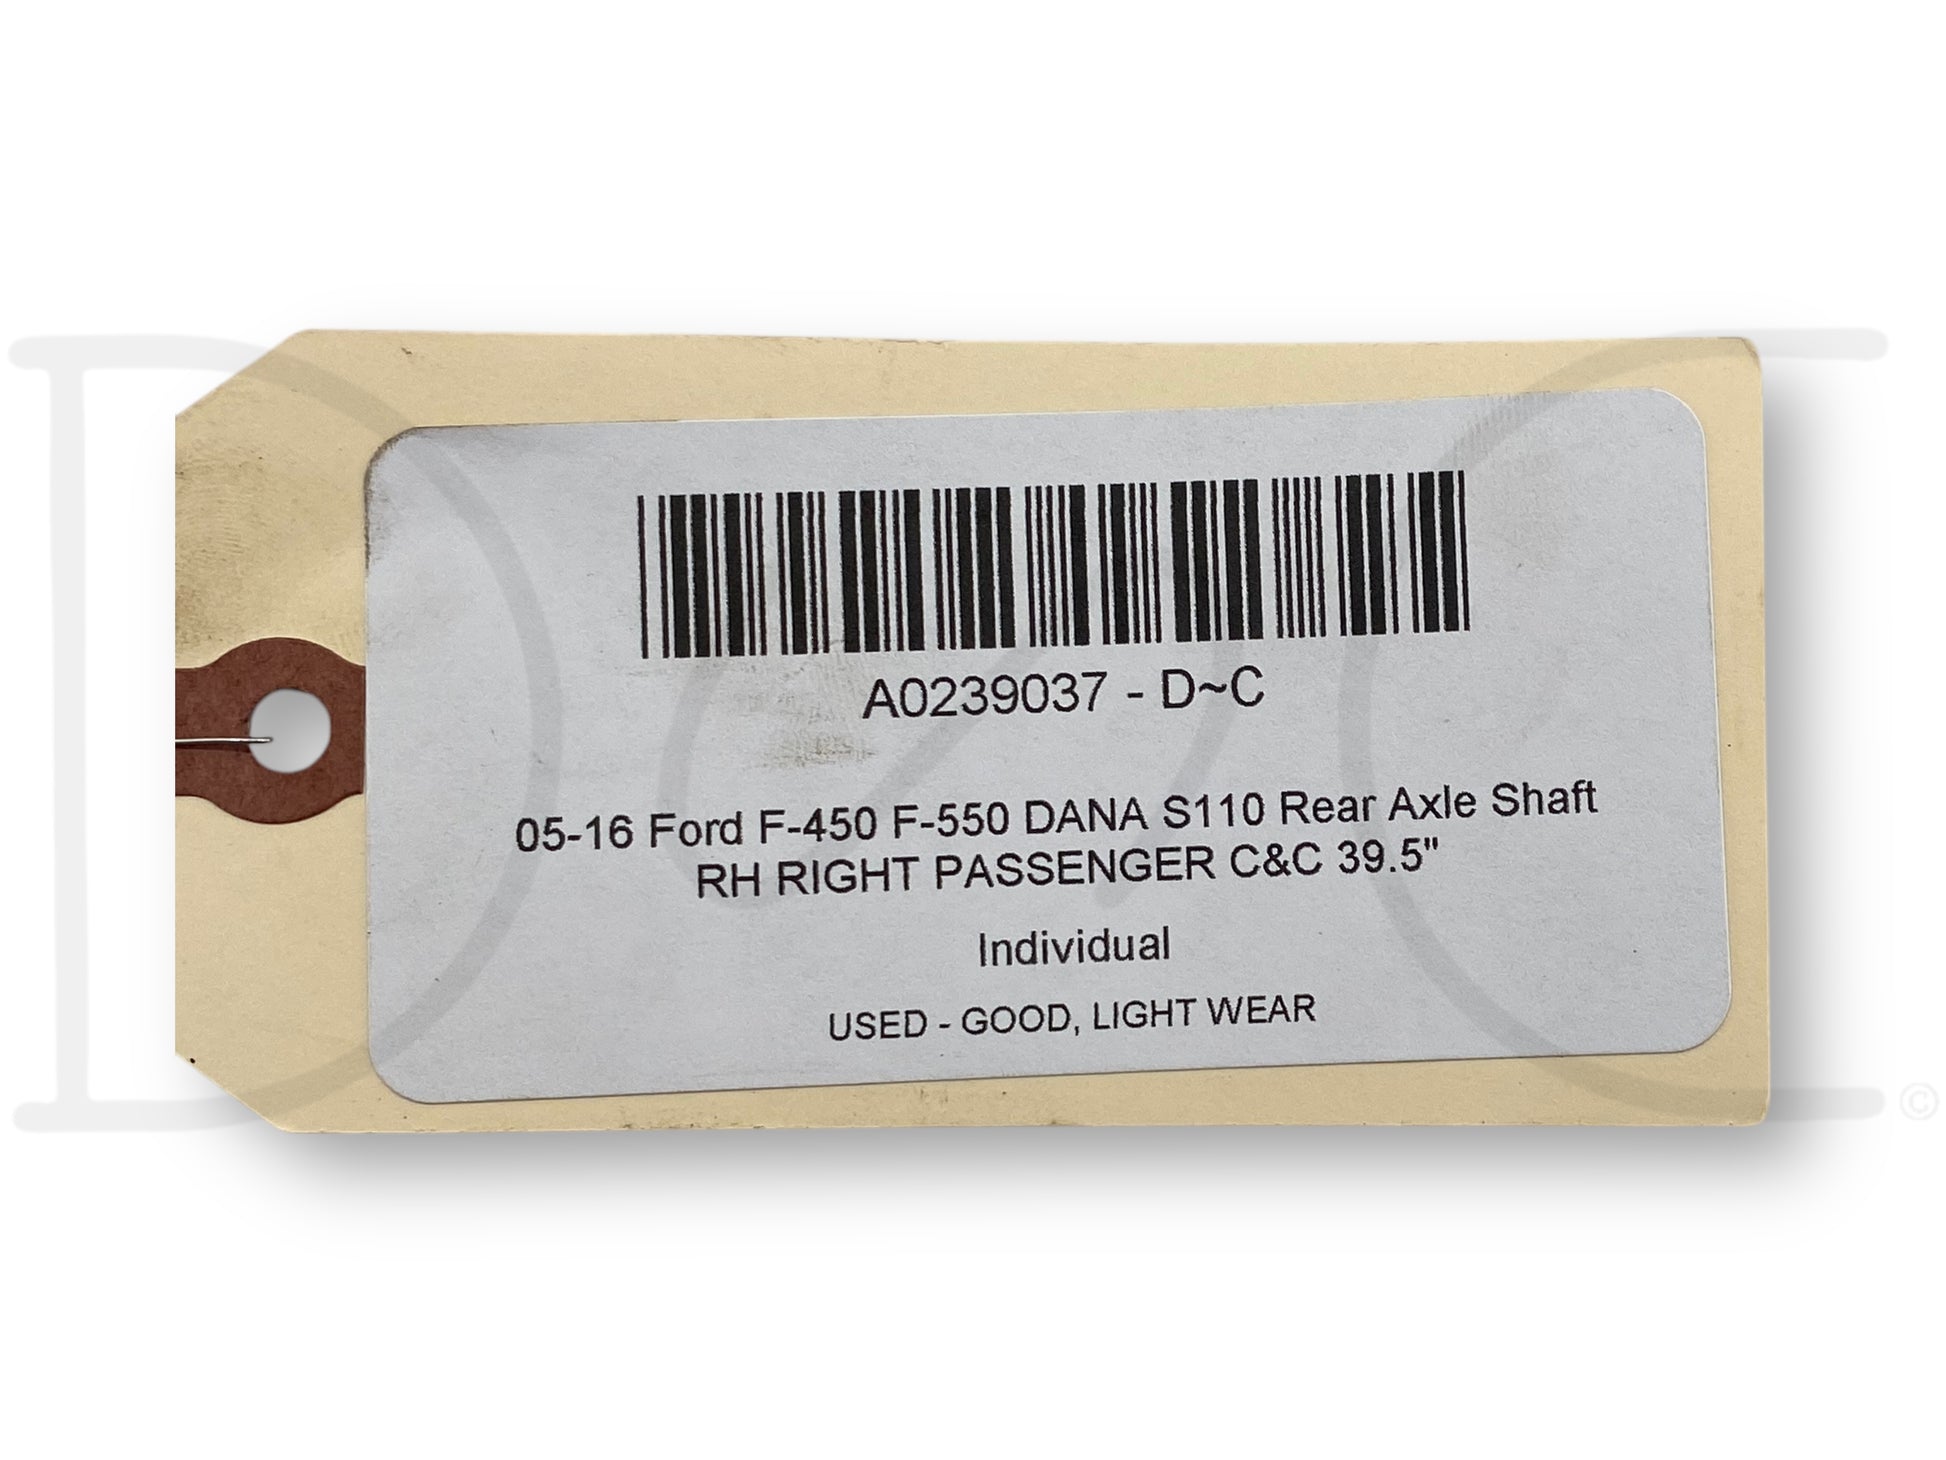 A0239037 - D~C
05-16 Ford F-450 F-550 DANA S110 Rear Axle Shaft
RH RIGHT PASSENGER C&C 39.5"
Individual
USED - GOOD, LIGHT WEAR
D~C ©